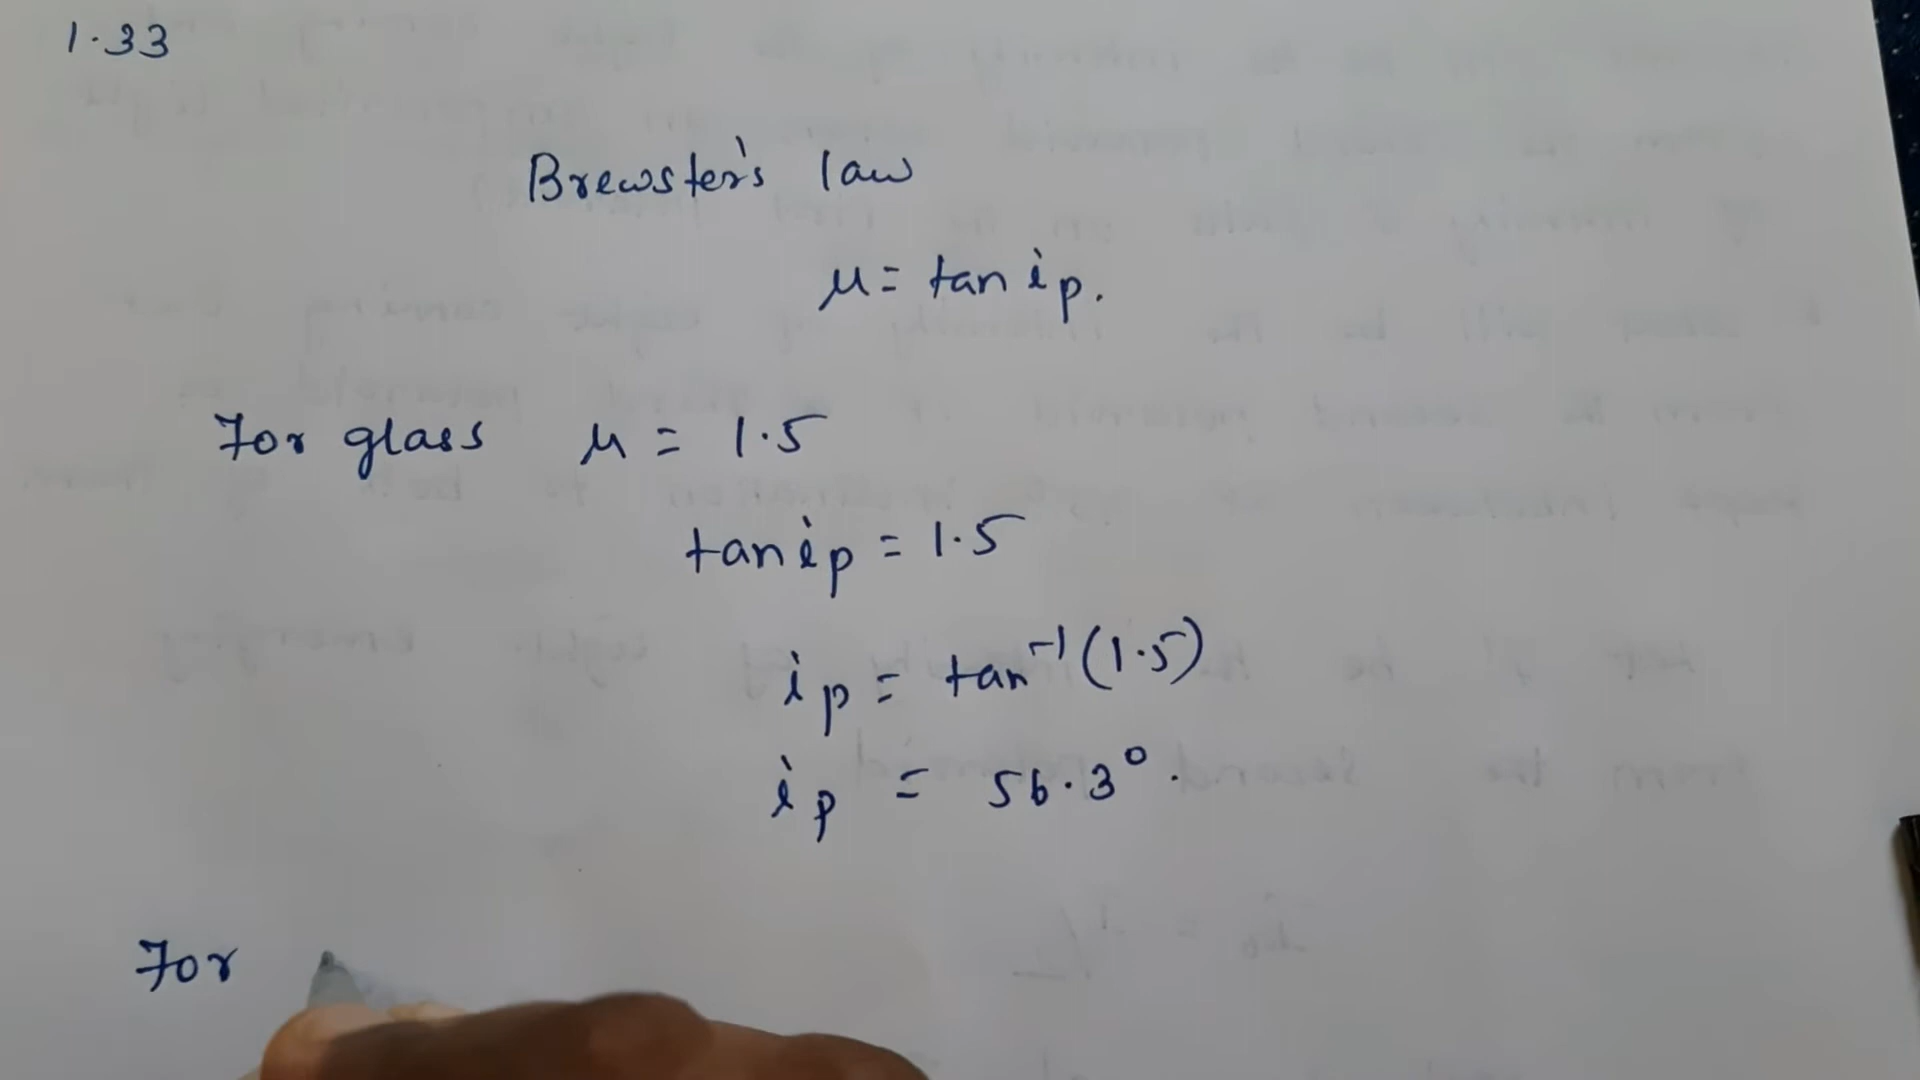 1.33
Brewster's law
μ = tan ip.
For glass μ = 1.5
tan ip = 1.5
ip = tan⁻¹(1.5)
ip = 56.3°.
For